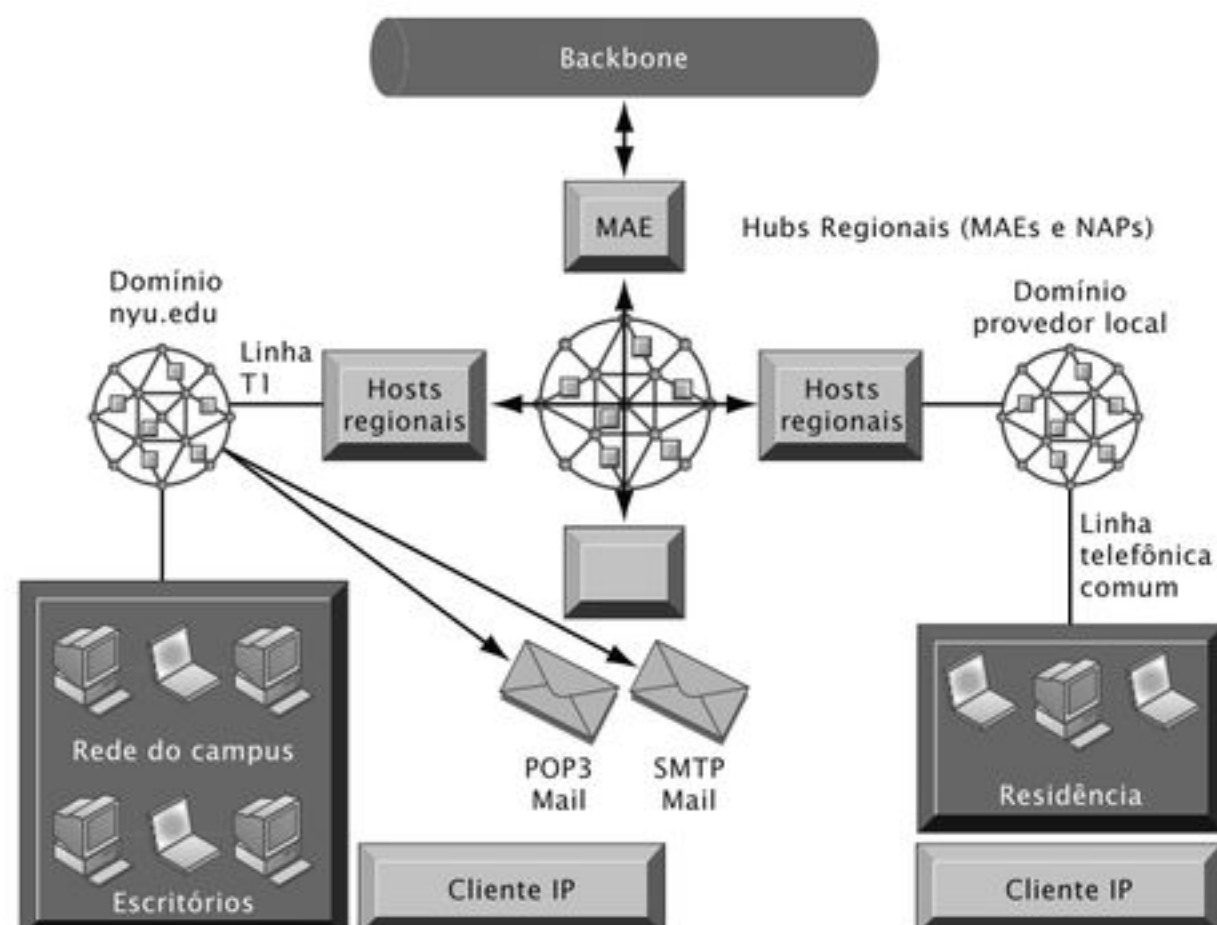 Backbone
MAE
Hubs Regionais (MAEs e NAPs)
Domínio
nyu.edu
Domínio
provedor local
Linha
T1
Hosts
regionais
Hosts
regionais
Linha
telefônica
comum
Rede do campus
POP3
Mail
SMTP
Mail
Residência
Escritórios
Cliente IP
Cliente IP